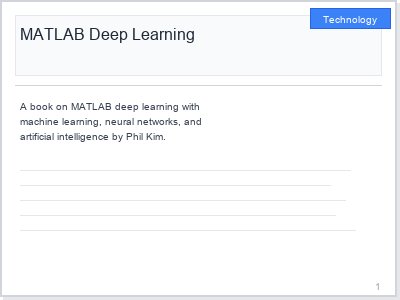 Technology
MATLAB Deep Learning
A book on MATLAB deep learning with
machine learning, neural networks, and
artificial intelligence by Phil Kim.
1